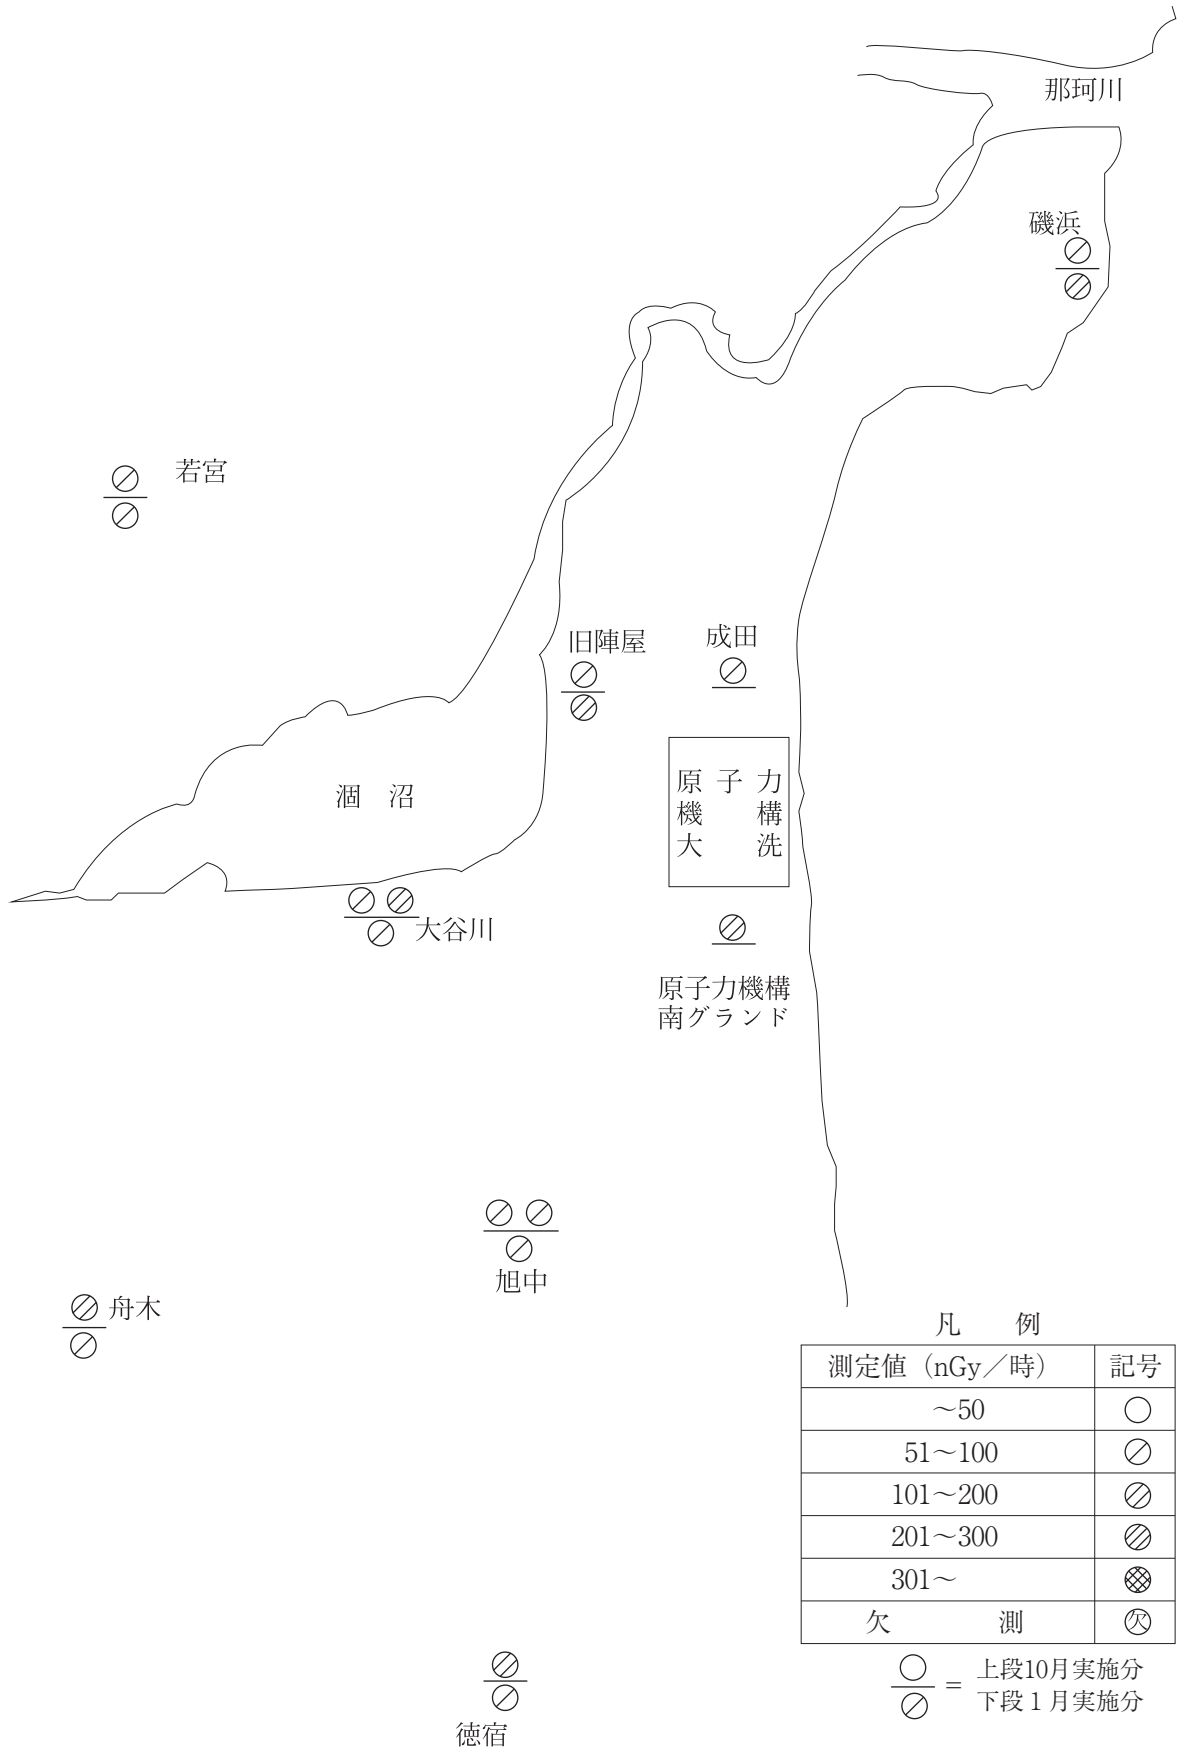 那珂川
磯浜
若宮
旧陣屋
成田
原子力
機構
大洗
涸沼
大谷川
原子力機構
南グランド
旭中
舟木
凡例
測定値（nGy／時） 記号
～50
51～100
101～200
201～300
301～
欠測 欠
= 上段10月実施分
下段1月実施分
徳宿